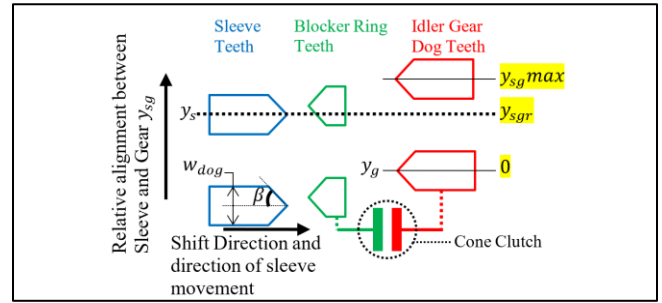 Sleeve Teeth
Blocker Ring Teeth
Idler Gear Dog Teeth
Relative alignment between Sleeve and Gear y_sg
y_sg max
y_s
y_sgr
w_dog
β
y_g
0
Shift Direction and
direction of sleeve
movement
Cone Clutch